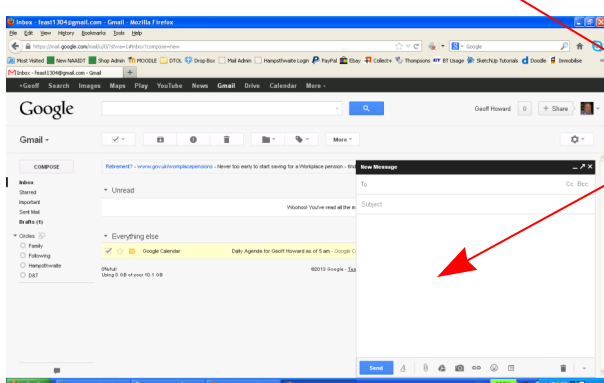 Inbox - feast1304@gmail.com - Gmail - Mozilla Firefox
File Edit View History Bookmarks Tools Help
https://mail.google.com/mail/u/0/?shva=1#inbox?compose=new
Google
Most Visited New NAAIDT Shop Admin MOODLE DTOL Drop Box Mail Admin Hampsthwaite Login PayPal Ebay Collect+ Thompsons BT Usage SketchUp Tutorials Doodle Inmobilise
Inbox - feast1304@gmail.com - Gmail
+Geoff Search Images Maps Play YouTube News Gmail Drive Calendar More
Google
Geoff Howard 0 + Share
Gmail
More
COMPOSE
Retirement? - www.gov.uk/workplacepensions - Never too early to start saving for a Workplace pension - find
New Message
Inbox
Starred
Important
Sent Mail
Drafts (1)
Circles
Family
Following
Hampsthwaite
D&T
Unread
Woohoo! You've read all the m
Everything else
Google Calendar Daily Agenda for Geoff Howard as of 5 am - Google C
0% full
Using 0 GB of your 10.1 GB
©2013 Google -
To Cc Bcc
Subject
Send